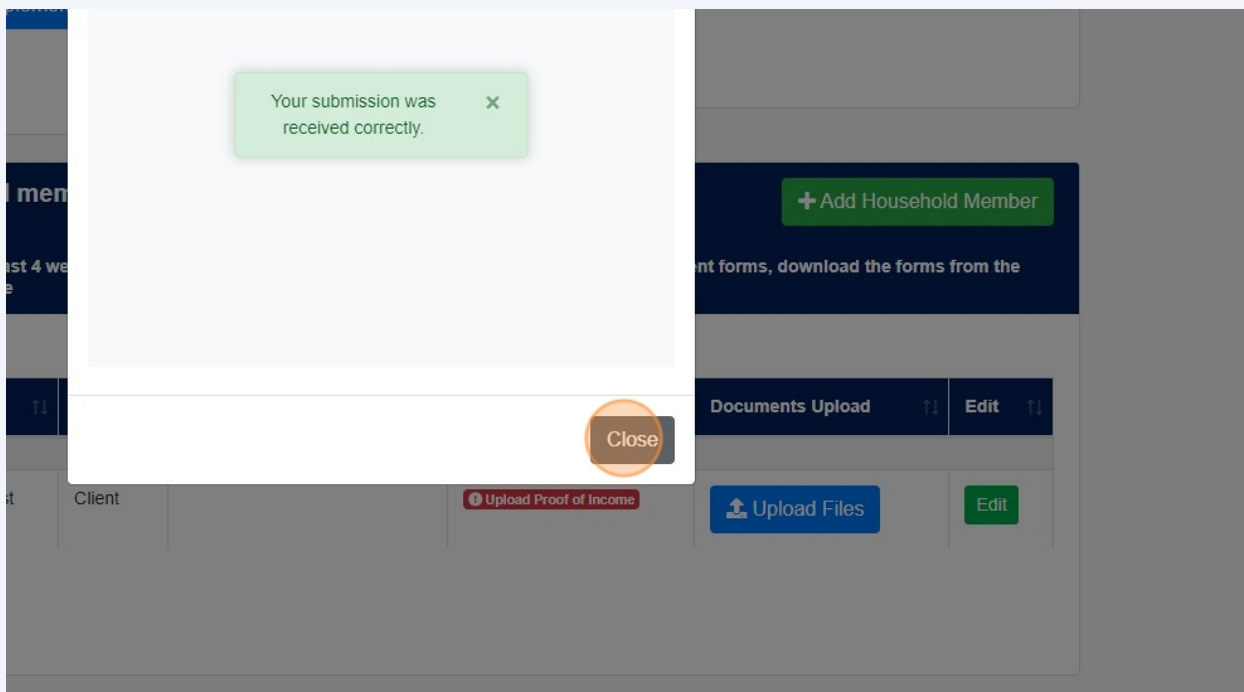 Your submission was
received correctly.
×
Add Household Member
nt forms, download the forms from the
Close
Documents Upload
Edit
Client
Upload Proof of Income
Upload Files
Edit